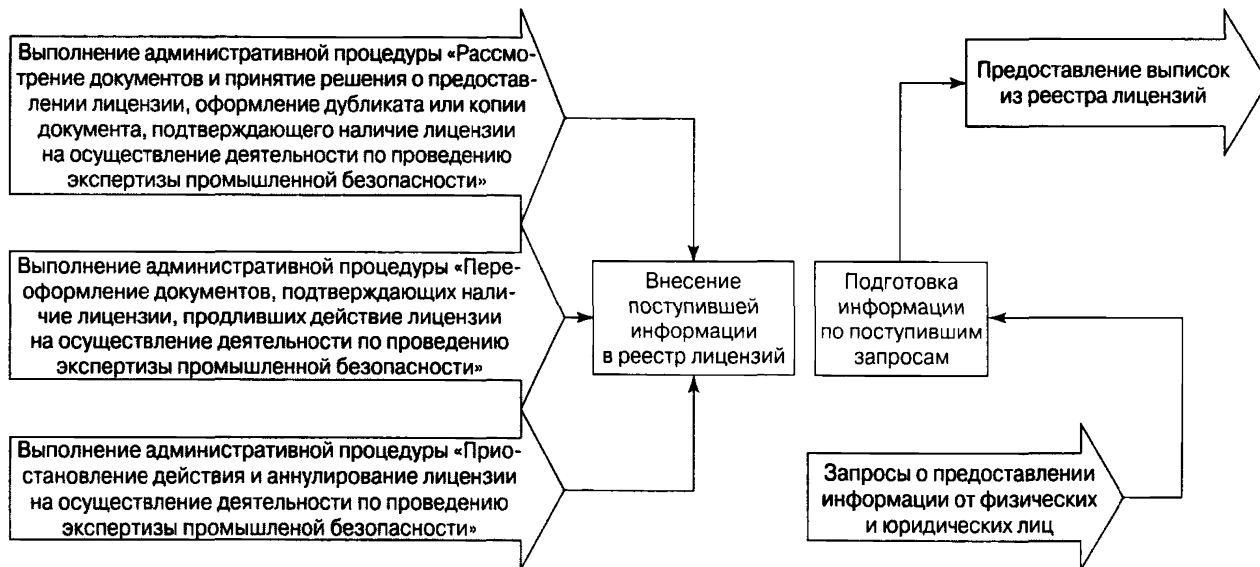 Выполнение административной процедуры «Рассмо-
трение документов и принятие решения о предостав-
лении лицензии, оформление дубликата или копии
документа, подтверждающего наличие лицензии
на осуществление деятельности по проведению
экспертизы промышленной безопасности»
Выполнение административной процедуры «Пере-
оформление документов, подтверждающих нали-
чие лицензии, продливших действие лицензии
на осуществление деятельности по проведению
экспертизы промышленной безопасности»
Выполнение административной процедуры «Прио-
становление действия и аннулирование лицензии
на осуществление деятельности по проведению
экспертизы промышленой безопасности»
Внесение
поступившей
информации
в реестр лицензий
Подготовка
информации
по поступившим
запросам
Предоставление выписок
из реестра лицензий
Запросы о предоставлении
информации от физических
и юридических лиц